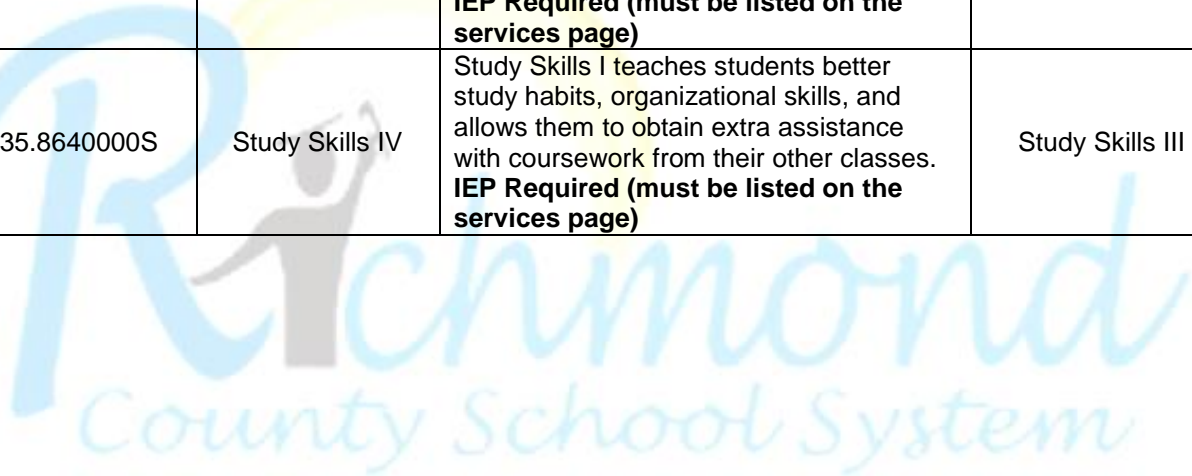 IEP Required (must be listed on the
services page)
35.8640000S
Study Skills IV
Study Skills I teaches students better
study habits, organizational skills, and
allows them to obtain extra assistance
with coursework from their other classes.
IEP Required (must be listed on the
services page)
Study Skills III
Richmond
County School System